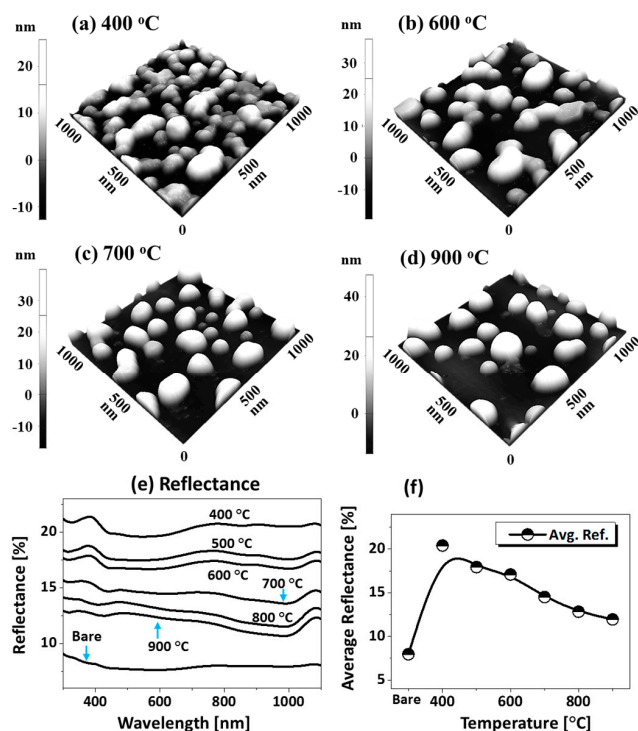 nm
(a) 400 °C
20
10
0
-10
1000
500
nm
0
500
nm
1000
nm
(b) 600 °C
30
20
10
0
-10
1000
500
nm
0
500
nm
1000
nm
(c) 700 °C
30
20
10
0
-10
1000
500
nm
0
500
nm
1000
nm
(d) 900 °C
40
20
0
1000
500
nm
0
500
nm
1000
(e) Reflectance
Reflectance [%]
20
15
10
400 °C
500 °C
600 °C
700 °C
800 °C
900 °C
Bare
400
600
800
1000
Wavelength [nm]
(f)
Avg. Ref.
Average Reflectance [%]
25
20
15
10
5
Bare
400
600
800
Temperature [°C]